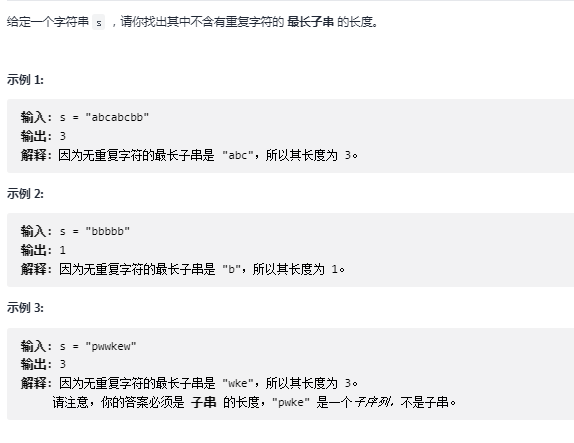 给定一个字符串 s ，请你找出其中不含有重复字符的 最长子串 的长度。
示例 1:
输入: s = "abcabcbb"
输出: 3
解释: 因为无重复字符的最长子串是 "abc"，所以其长度为 3。
示例 2:
输入: s = "bbbbb"
输出: 1
解释: 因为无重复字符的最长子串是 "b"，所以其长度为 1。
示例 3:
输入: s = "pwwkew"
输出: 3
解释: 因为无重复字符的最长子串是 "wke"，所以其长度为 3。
请注意，你的答案必须是 子串 的长度，"pwke" 是一个子序列，不是子串。